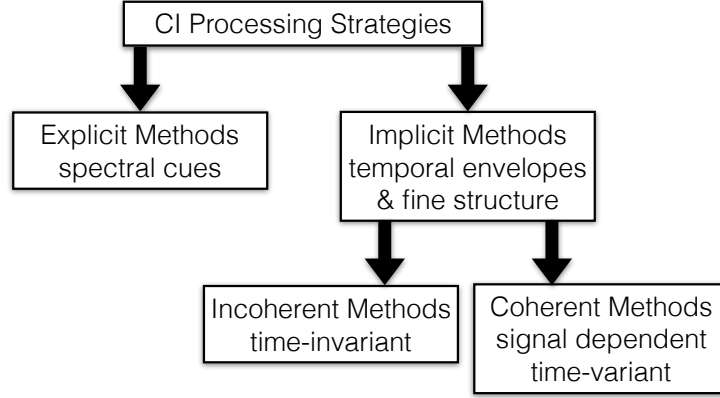 CI Processing Strategies
Explicit Methods
spectral cues
Implicit Methods
temporal envelopes
& fine structure
Incoherent Methods
time-invariant
Coherent Methods
signal dependent
time-variant